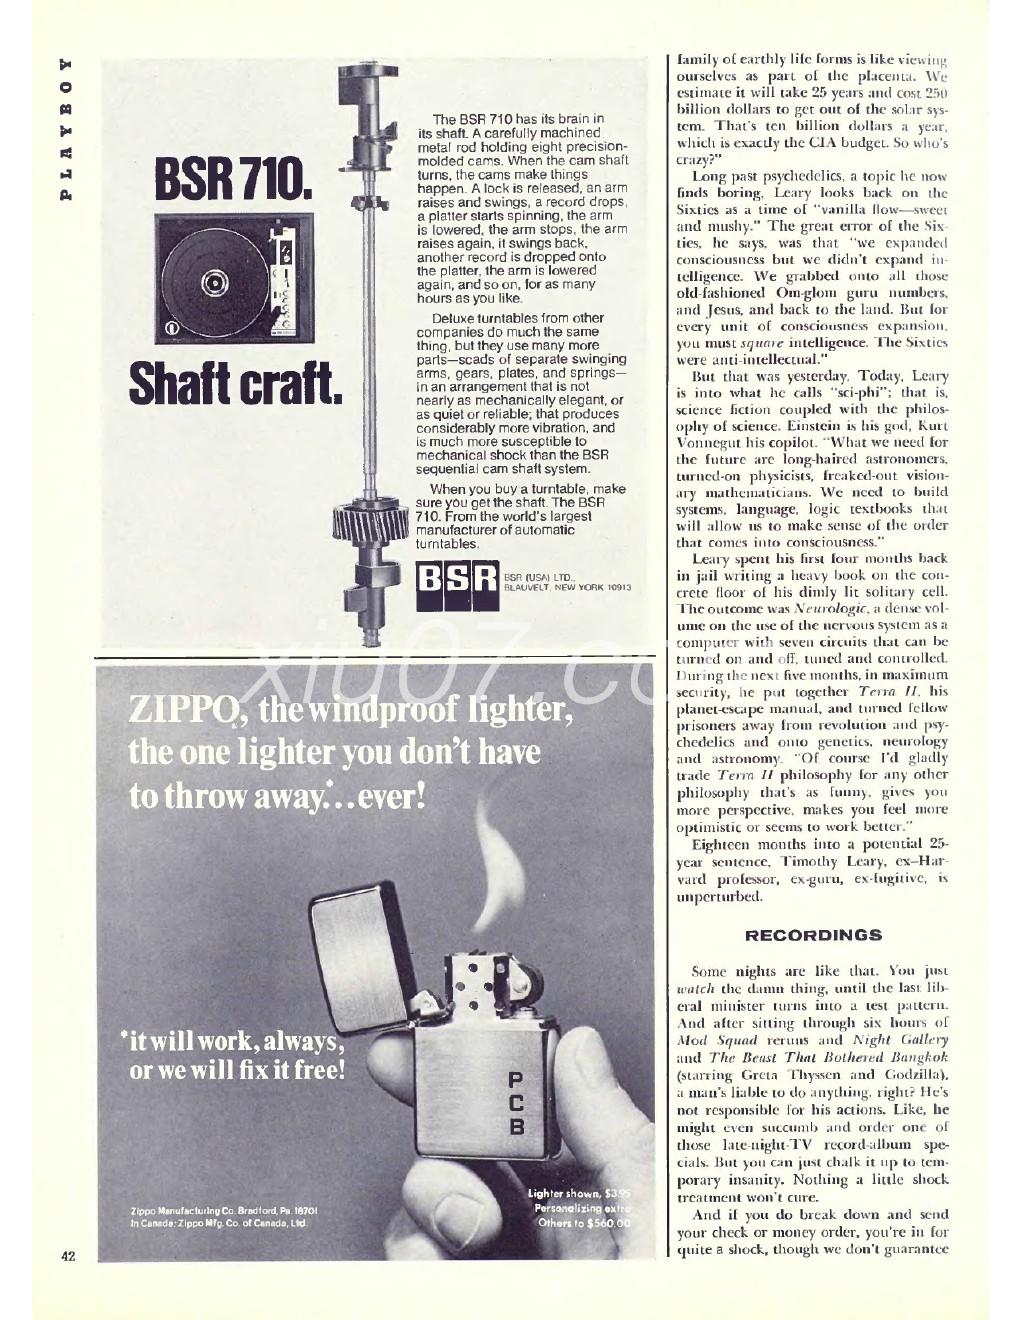 PLAYBOY
BSR 710.
Shaft craft.
The BSR 710 has its brain in
its shaft. A carefully machined
metal rod holding eight precision-
molded cams. When the cam shaft
turns, the cams make things
happen. A lock is released, an arm
raises and swings, a record drops,
a platter starts spinning, the arm
is lowered, the arm stops, the arm
raises again, it swings back,
another record is dropped onto
the platter, the arm is lowered
again, and so on, for as many
hours as you like.
Deluxe turntables from other
companies do much the same
thing, but they use many more
parts—scads of separate swinging
arms, gears, plates, and springs—
in an arrangement that is not
nearly as mechanically elegant, or
as quiet or reliable; that produces
considerably more vibration, and
is much more susceptible to
mechanical shock than the BSR
sequential cam shaft system.
When you buy a turntable, make
sure you get the shaft. The BSR
710. From the world's largest
manufacturer of automatic
turntables.
BSR
BSR (USA) LTD.,
BLAUVELT, NEW YORK 10913
ZIPPO, the windproof lighter,
the one lighter you don't have
to throw away*...ever!
*it will work, always,
or we will fix it free!
P
C
B
Zippo Manufacturing Co. Bradford, Pa. 16701
In Canada: Zippo Mfg. Co. of Canada, Ltd.
Lighter shown, $3.95
Personalizing extra
Others to $560.00
42
family of earthly life forms is like viewing
ourselves as part of the placenta. We
estimate it will take 25 years and cost 250
billion dollars to get out of the solar sys-
tem. That's ten billion dollars a year,
which is exactly the CIA budget. So who's
crazy?"
Long past psychedelics, a topic he now
finds boring, Leary looks back on the
Sixties as a time of "vanilla flow—sweet
and mushy." The great error of the Six-
ties, he says, was that "we expanded
consciousness but we didn't expand in-
telligence. We grabbed onto all those
old-fashioned Om-glom guru numbers,
and Jesus, and back to the land. But for
every unit of consciousness expansion,
you must square intelligence. The Sixties
were anti-intellectual."
But that was yesterday. Today, Leary
is into what he calls "sci-phi"; that is,
science fiction coupled with the philos-
ophy of science. Einstein is his god, Kurt
Vonnegut his copilot. "What we need for
the future are long-haired astronomers,
turned-on physicists, freaked-out vision-
ary mathematicians. We need to build
systems, language, logic textbooks that
will allow us to make sense of the order
that comes into consciousness."
Leary spent his first four months back
in jail writing a heavy book on the con-
crete floor of his dimly lit solitary cell.
The outcome was Neurologic, a dense vol-
ume on the use of the nervous system as a
computer with seven circuits that can be
turned on and off, tuned and controlled.
During the next five months, in maximum
security, he put together Terra II, his
planet-escape manual, and turned fellow
prisoners away from revolution and psy-
chedelics and onto genetics, neurology
and astronomy. "Of course I'd gladly
trade Terra II philosophy for any other
philosophy that's as funny, gives you
more perspective, makes you feel more
optimistic or seems to work better."
Eighteen months into a potential 25-
year sentence, Timothy Leary, ex-Har-
vard professor, ex-guru, ex-fugitive, is
unperturbed.
RECORDINGS
Some nights are like that. You just
watch the damn thing, until the last lib-
eral minister turns into a test pattern.
And after sitting through six hours of
Mod Squad reruns and Night Gallery
and The Beast That Bothered Bangkok
(starring Greta Thyssen and Godzilla),
a man's liable to do anything, right? He's
not responsible for his actions. Like, he
might even succumb and order one of
those late-night-TV record-album spe-
cials. But you can just chalk it up to tem-
porary insanity. Nothing a little shock
treatment won't cure.
And if you do break down and send
your check or money order, you're in for
quite a shock, though we don't guarantee